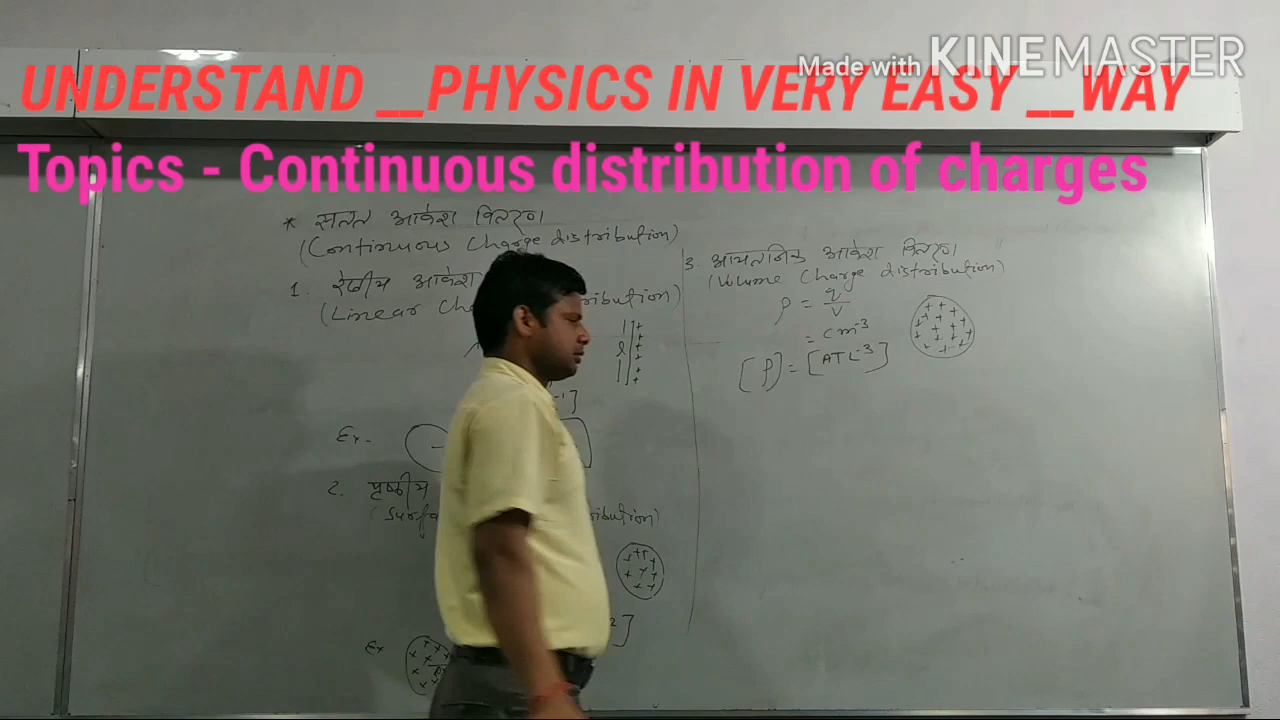 Made with KINEMASTER
UNDERSTAND __PHYSICS IN VERY EASY __WAY
Topics - Continuous distribution of charges
* सतत आवेश वितरण
(Continuous Charge distribution)
1. रेखीय आवेश
(Linear Ch tribution)
l
Ex-
2. पृष्ठीय
(Surf ribution)
Ex
3. आयतनिक आवेश वितरण
(Volume Charge distribution)
ρ = q/V
= Cm⁻³
[ρ] = [ATL⁻³]